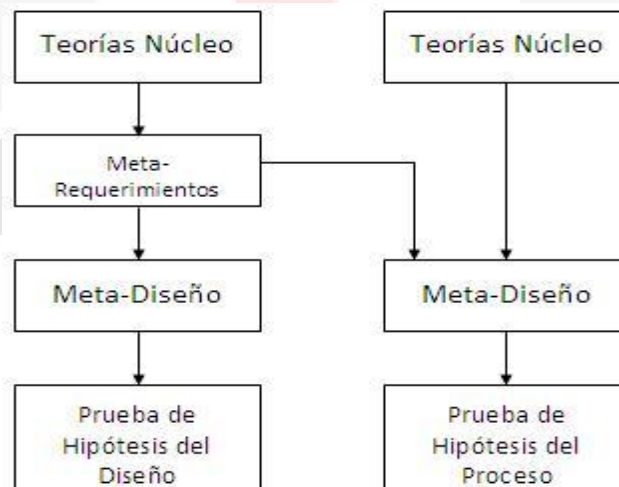 Teorías Núcleo
Teorías Núcleo
Meta-
Requerimientos
Meta-Diseño
Meta-Diseño
Prueba de
Hipótesis del
Diseño
Prueba de
Hipótesis del
Proceso